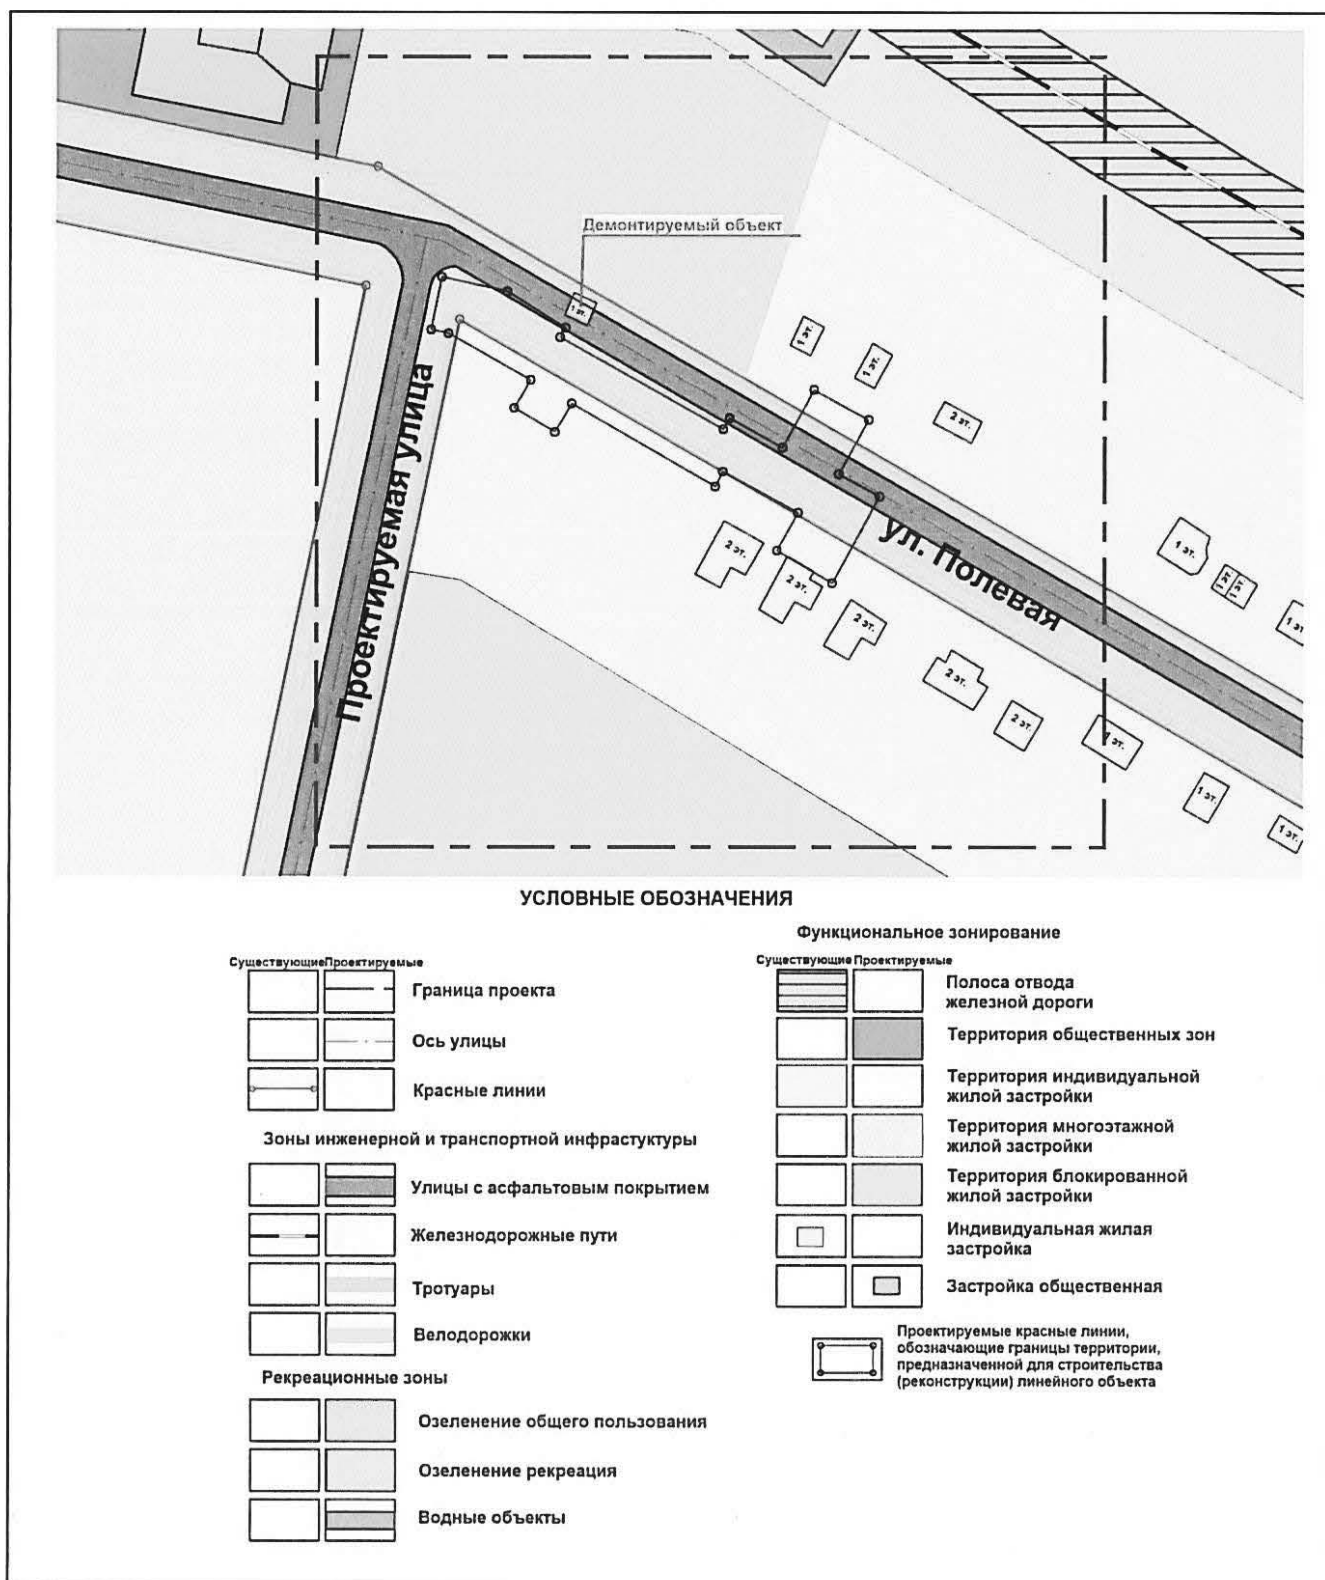 Демонтируемый объект
1 эт.
1 эт.
1 эт.
2 эт.
Проектируемая улица
ул. Полевая
2 эт.
2 эт.
2 эт.
2 эт.
2 эт.
1 эт.
1 эт.
1 эт.
1 эт.
1 эт.
1 эт.
1 эт.
УСЛОВНЫЕ ОБОЗНАЧЕНИЯ
Существующие Проектируемые
Граница проекта
Ось улицы
Красные линии
Зоны инженерной и транспортной инфрастуктуры
Улицы с асфальтовым покрытием
Железнодорожные пути
Тротуары
Велодорожки
Рекреационные зоны
Озеленение общего пользования
Озеленение рекреация
Водные объекты
Функциональное зонирование
Существующие Проектируемые
Полоса отвода
железной дороги
Территория общественных зон
Территория индивидуальной
жилой застройки
Территория многоэтажной
жилой застройки
Территория блокированной
жилой застройки
Индивидуальная жилая
застройка
Застройка общественная
Проектируемые красные линии,
обозначающие границы территории,
предназначенной для строительства
(реконструкции) линейного объекта